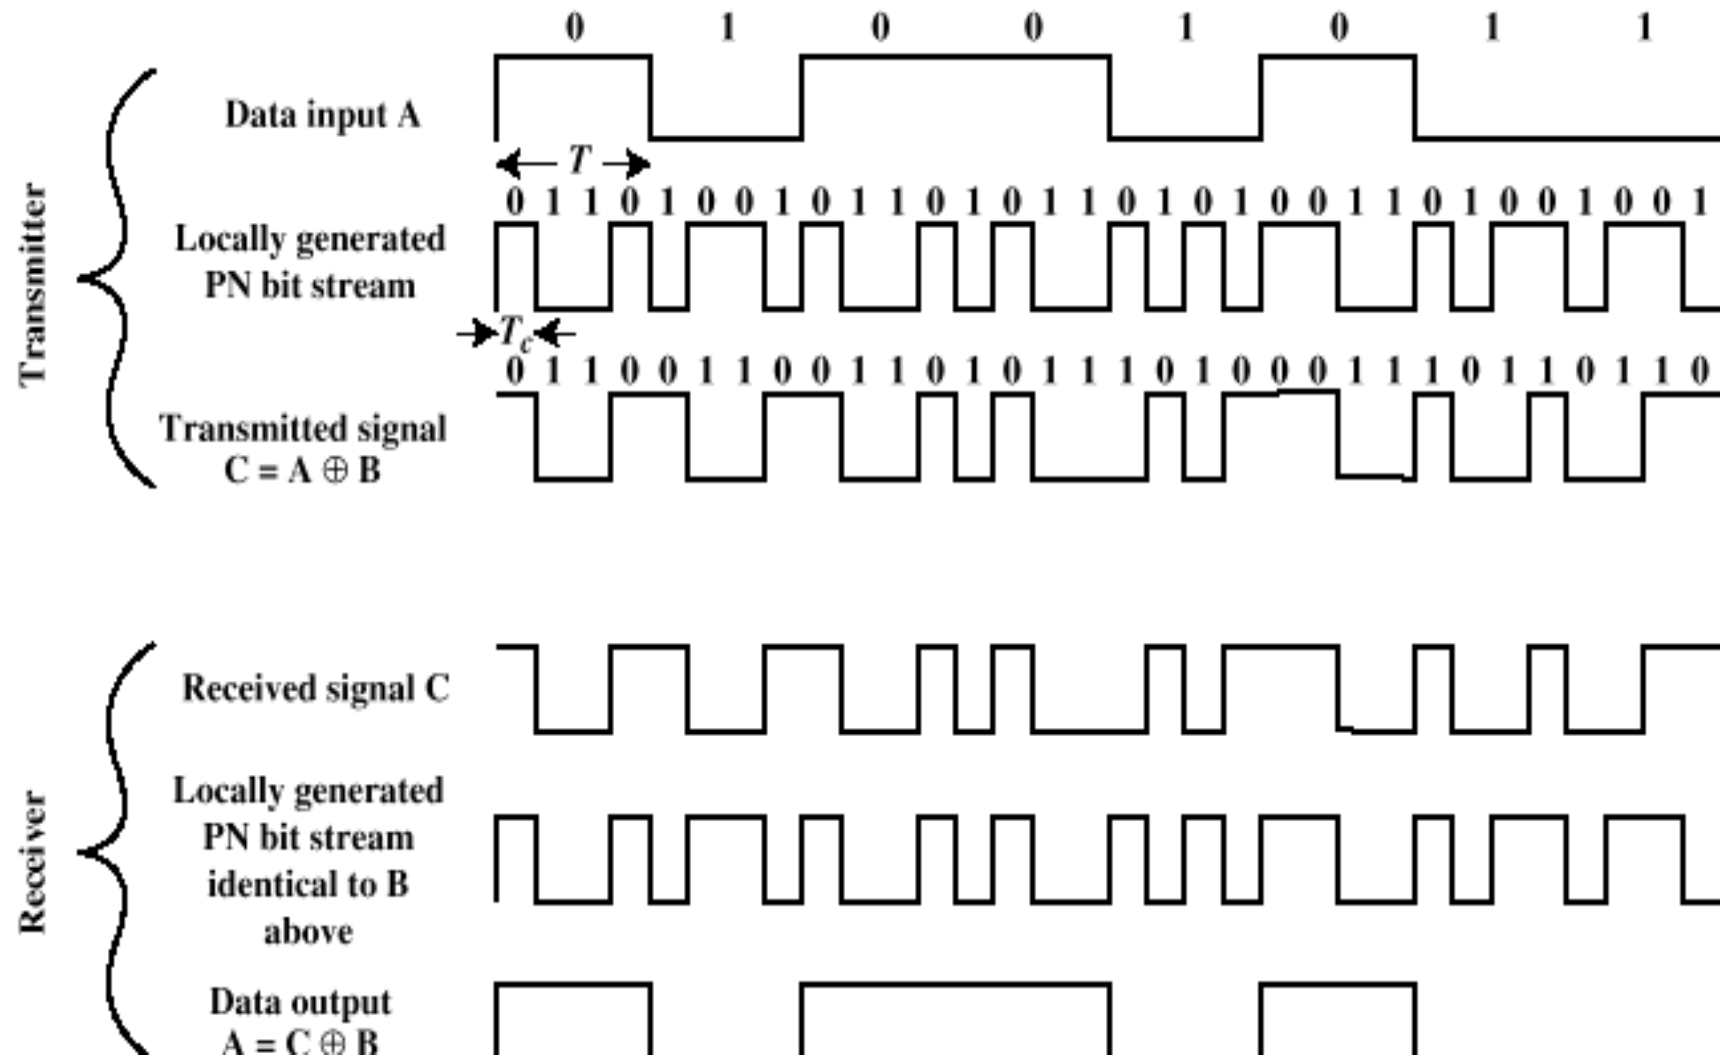 0 1 0 0 1 0 1 1
Data input A
T
0 1 1 0 1 0 0 1 0 1 1 0 1 0 1 1 0 1 0 1 0 0 1 1 0 1 0 0 1 0 0 1
Locally generated
PN bit stream
Tc
0 1 1 0 0 1 1 0 0 1 1 0 1 0 1 1 1 0 1 0 0 0 1 1 1 0 1 1 0 1 1 0
Transmitted signal
C = A ⊕ B
Transmitter
Received signal C
Locally generated
PN bit stream
identical to B
above
Data output
A = C ⊕ B
Receiver